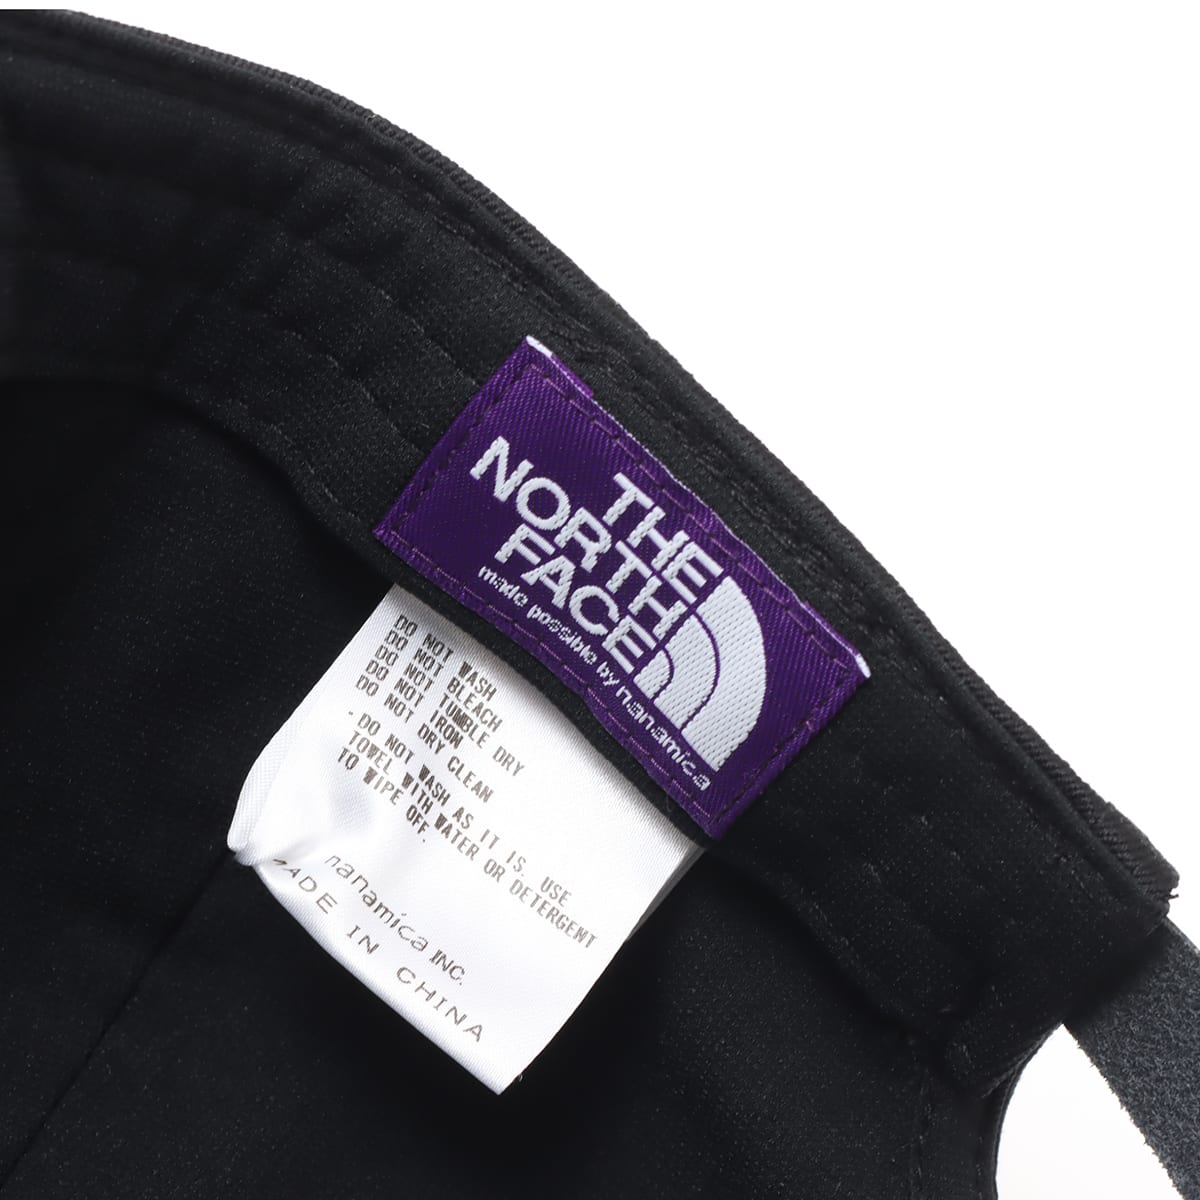 THE
NORTH
FACE
made possible by nanamica
DO NOT WASH
DO NOT BLEACH
DO NOT TUMBLE DRY
DO NOT IRON
DO NOT DRY CLEAN
.DO NOT WASH AS IT IS. USE
TOWEL WITH WATER OR DETERGENT
TO WIPE OFF.
nanamica INC.
MADE IN CHINA